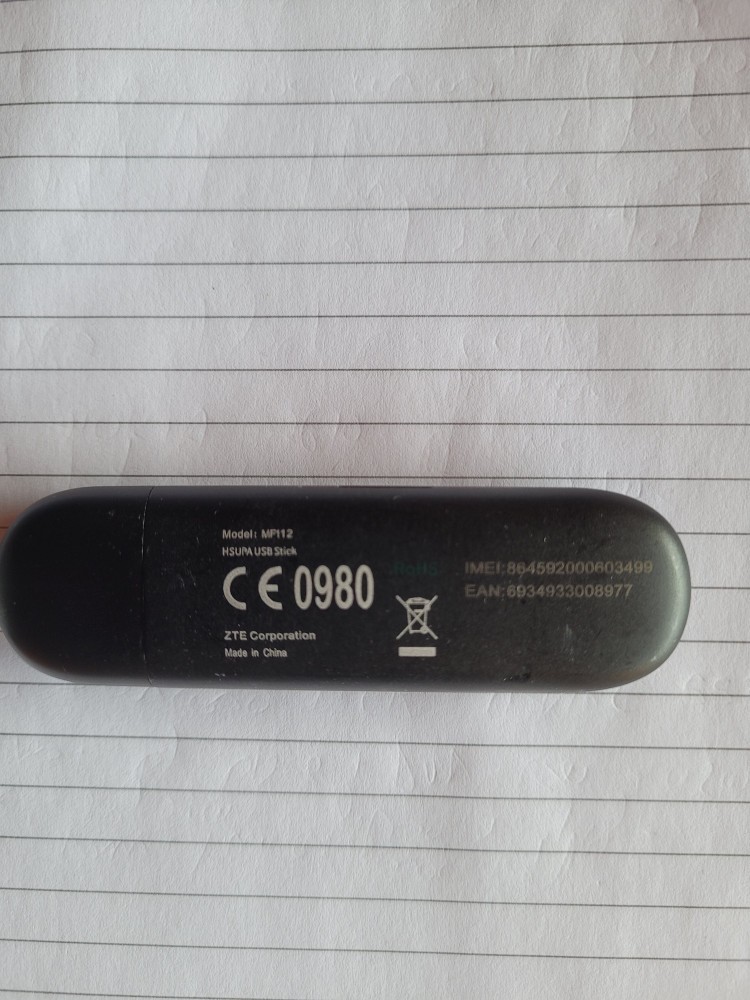 Model: MF112
HSUPA USB Stick
CE 0980
ZTE Corporation
Made in China
RoHS
IMEI:864592000603499
EAN:6934933008977